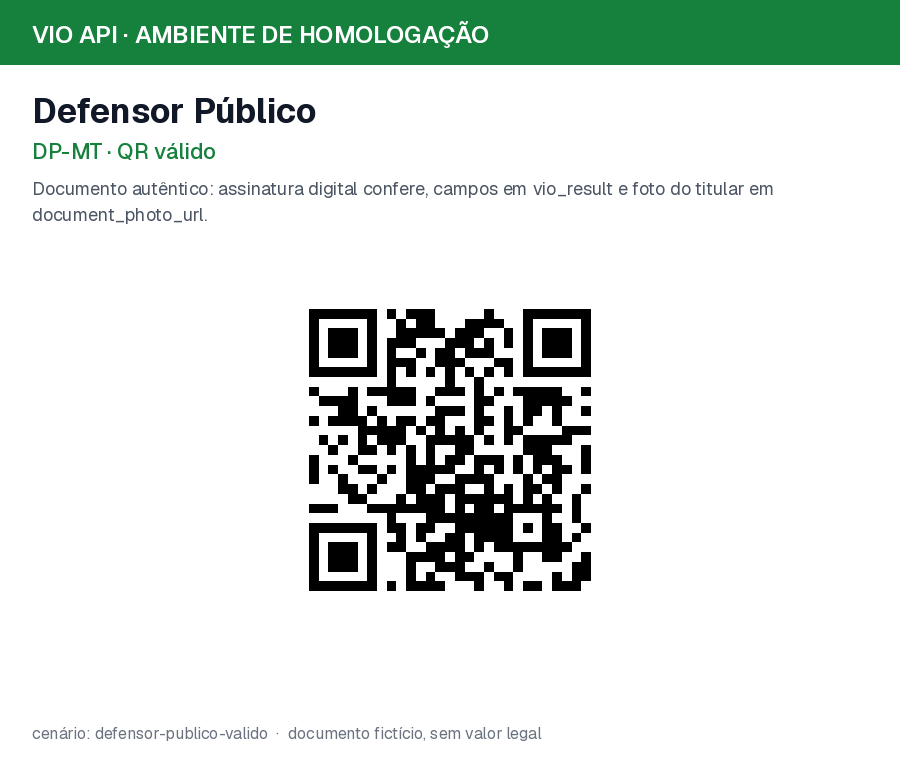 VIO API · AMBIENTE DE HOMOLOGAÇÃO
Defensor Público
DP-MT · QR válido
Documento autêntico: assinatura digital confere, campos em vio_result e foto do titular em
document_photo_url.
cenário: defensor-publico-valido · documento fictício, sem valor legal